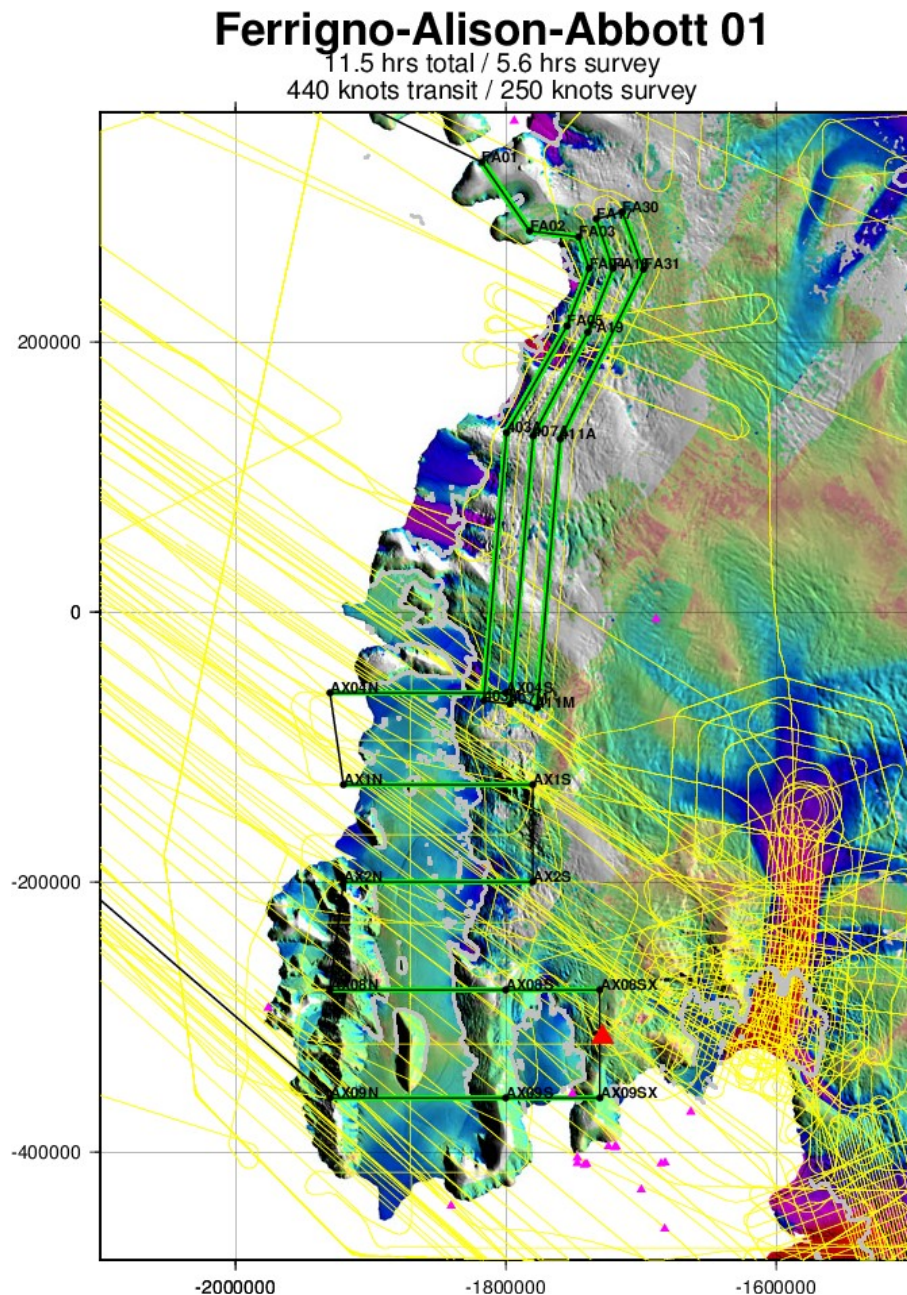 Ferrigno-Alison-Abbott 01
11.5 hrs total / 5.6 hrs survey
440 knots transit / 250 knots survey
FA01
FA30
FA02
FA03
FA31
FA05
FA19
200000
A11A
0
AX04N
AX04S
A11M
AX1N
AX1S
-200000
AX2N
AX2S
AX08N
AX08S
AX08SX
AX09N
AX09S
AX09SX
-400000
-2000000
-1800000
-1600000